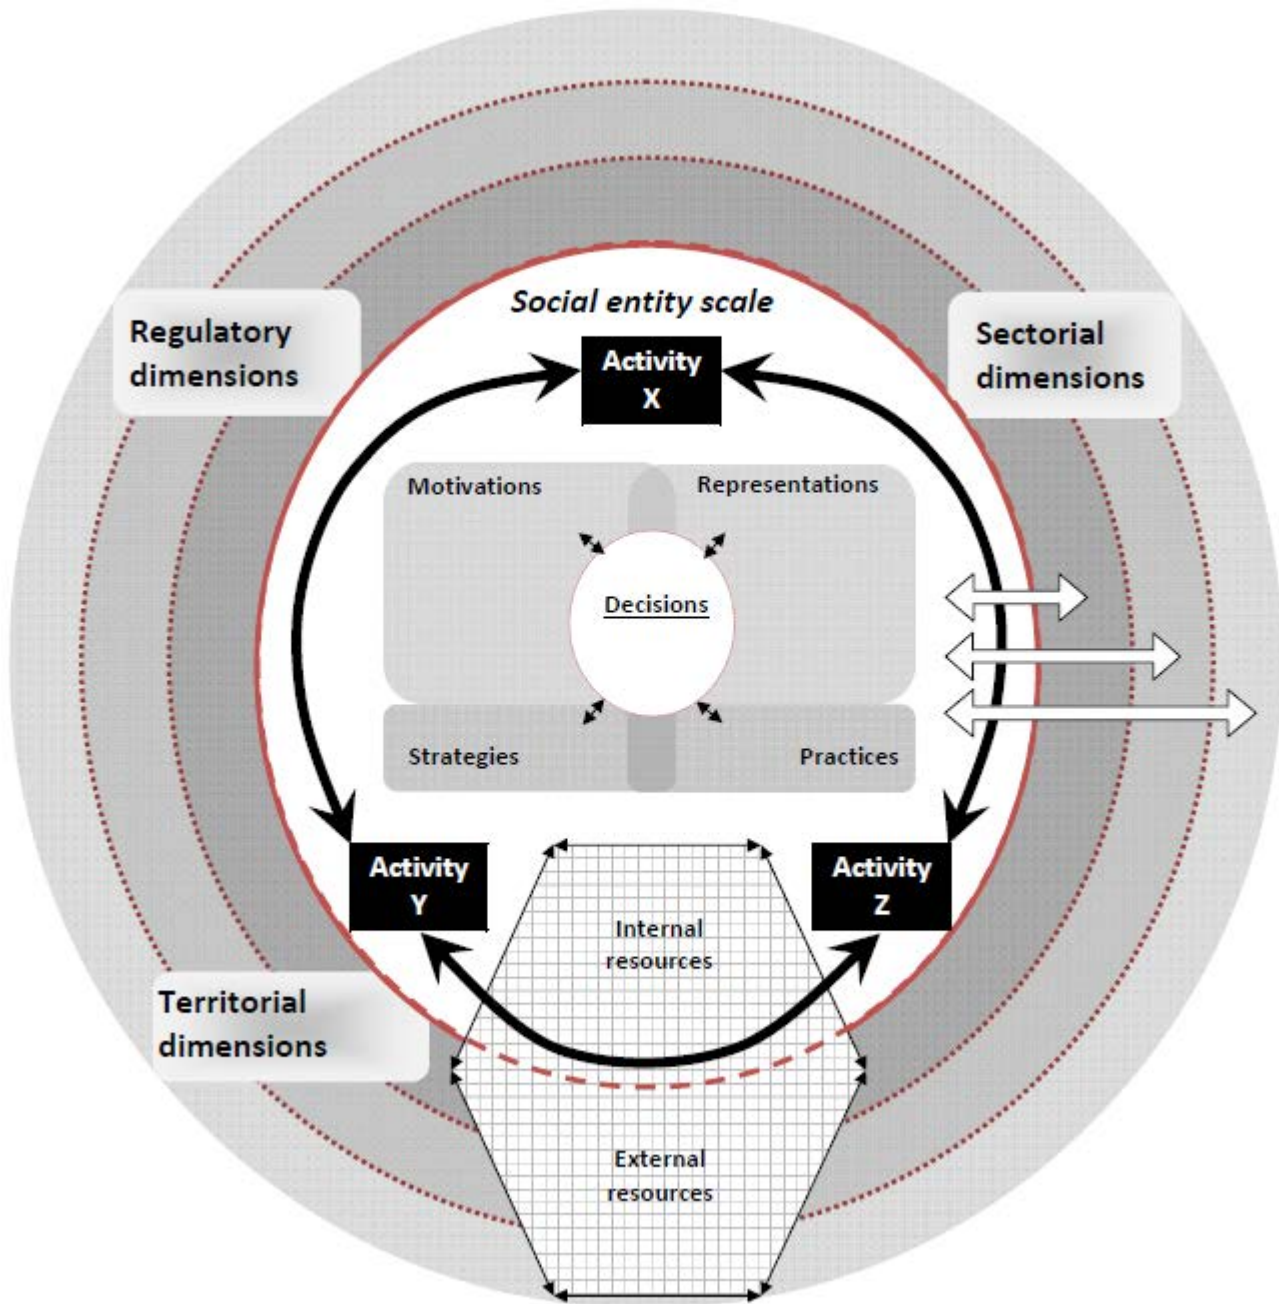 Social entity scale
Regulatory
dimensions
Activity
X
Sectorial
dimensions
Motivations
Representations
Decisions
Strategies
Practices
Activity
Y
Activity
Z
Internal
resources
Territorial
dimensions
External
resources